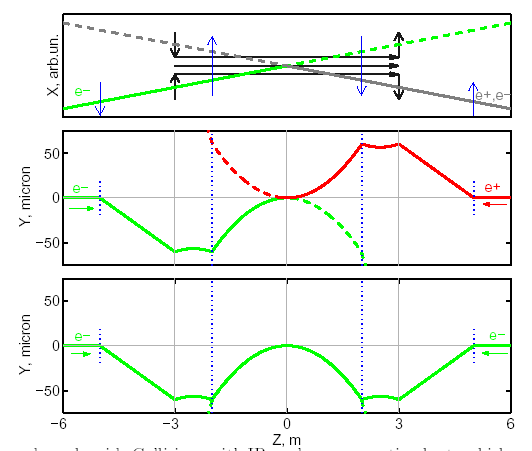 X, arb.un.
e−
e+,e−
Y, micron
50
0
−50
e−
e+
Y, micron
50
0
−50
e−
e−
−6
−3
0
3
6
Z, m